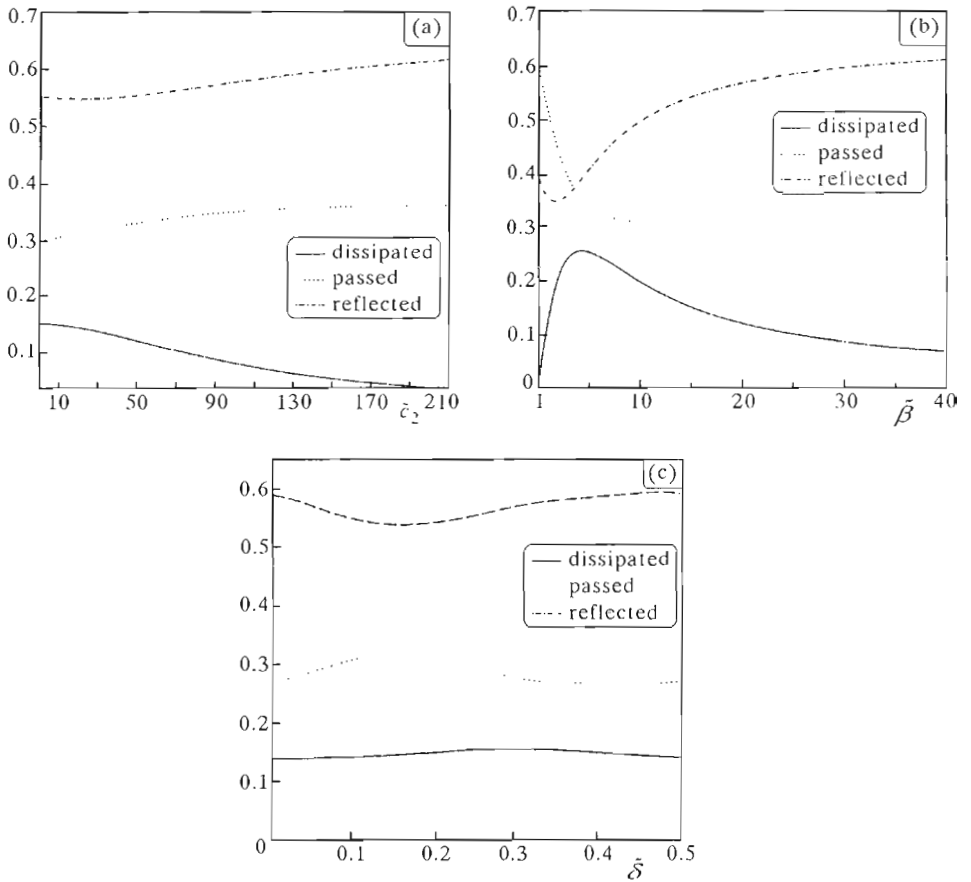 (a)
0.7
0.6
0.5
0.4
0.3
0.2
0.1
dissipated
passed
reflected
10 50 90 130 170 210
c̃₂
(b)
0.7
0.6
0.5
0.4
0.3
0.2
0.1
0
dissipated
passed
reflected
1 10 20 30 40
β̃
(c)
0.6
0.5
0.4
0.3
0.2
0.1
0
dissipated
passed
reflected
0.1 0.2 0.3 0.4 0.5
δ̃